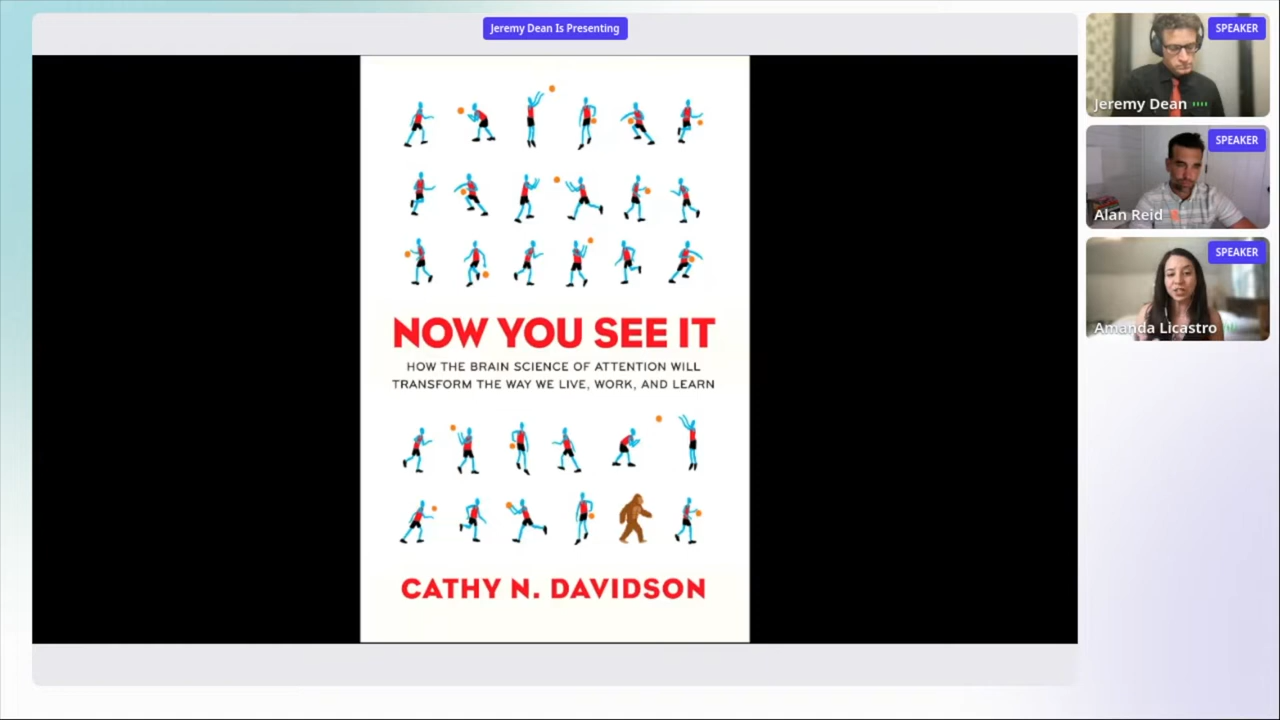 Jeremy Dean Is Presenting
NOW YOU SEE IT
HOW THE BRAIN SCIENCE OF ATTENTION WILL
TRANSFORM THE WAY WE LIVE, WORK, AND LEARN
CATHY N. DAVIDSON
SPEAKER
Jeremy Dean
SPEAKER
Alan Reid
SPEAKER
Amanda Licastro